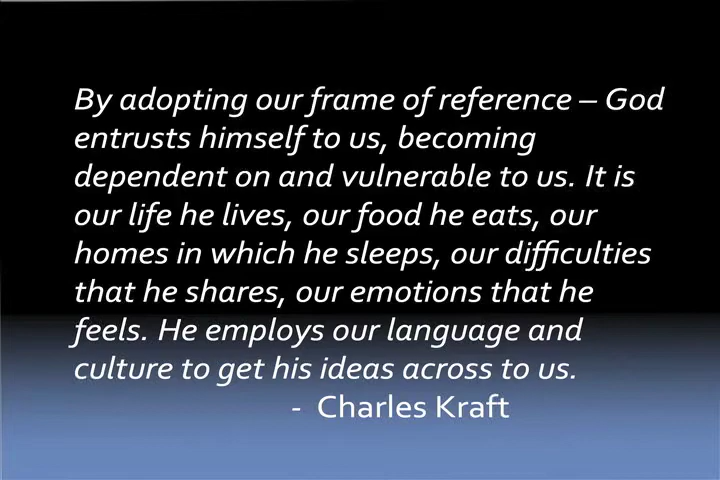 By adopting our frame of reference – God
entrusts himself to us, becoming
dependent on and vulnerable to us. It is
our life he lives, our food he eats, our
homes in which he sleeps, our difficulties
that he shares, our emotions that he
feels. He employs our language and
culture to get his ideas across to us.
- Charles Kraft